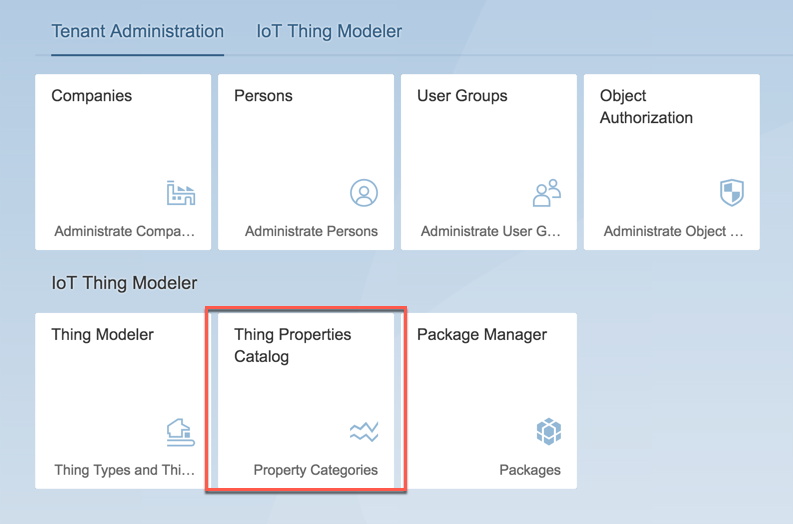 Tenant Administration IoT Thing Modeler
Companies
Administrate Compa...
Persons
Administrate Persons
User Groups
Administrate User G...
Object
Authorization
Administrate Object ...
IoT Thing Modeler
Thing Modeler
Thing Types and Thi...
Thing Properties
Catalog
Property Categories
Package Manager
Packages